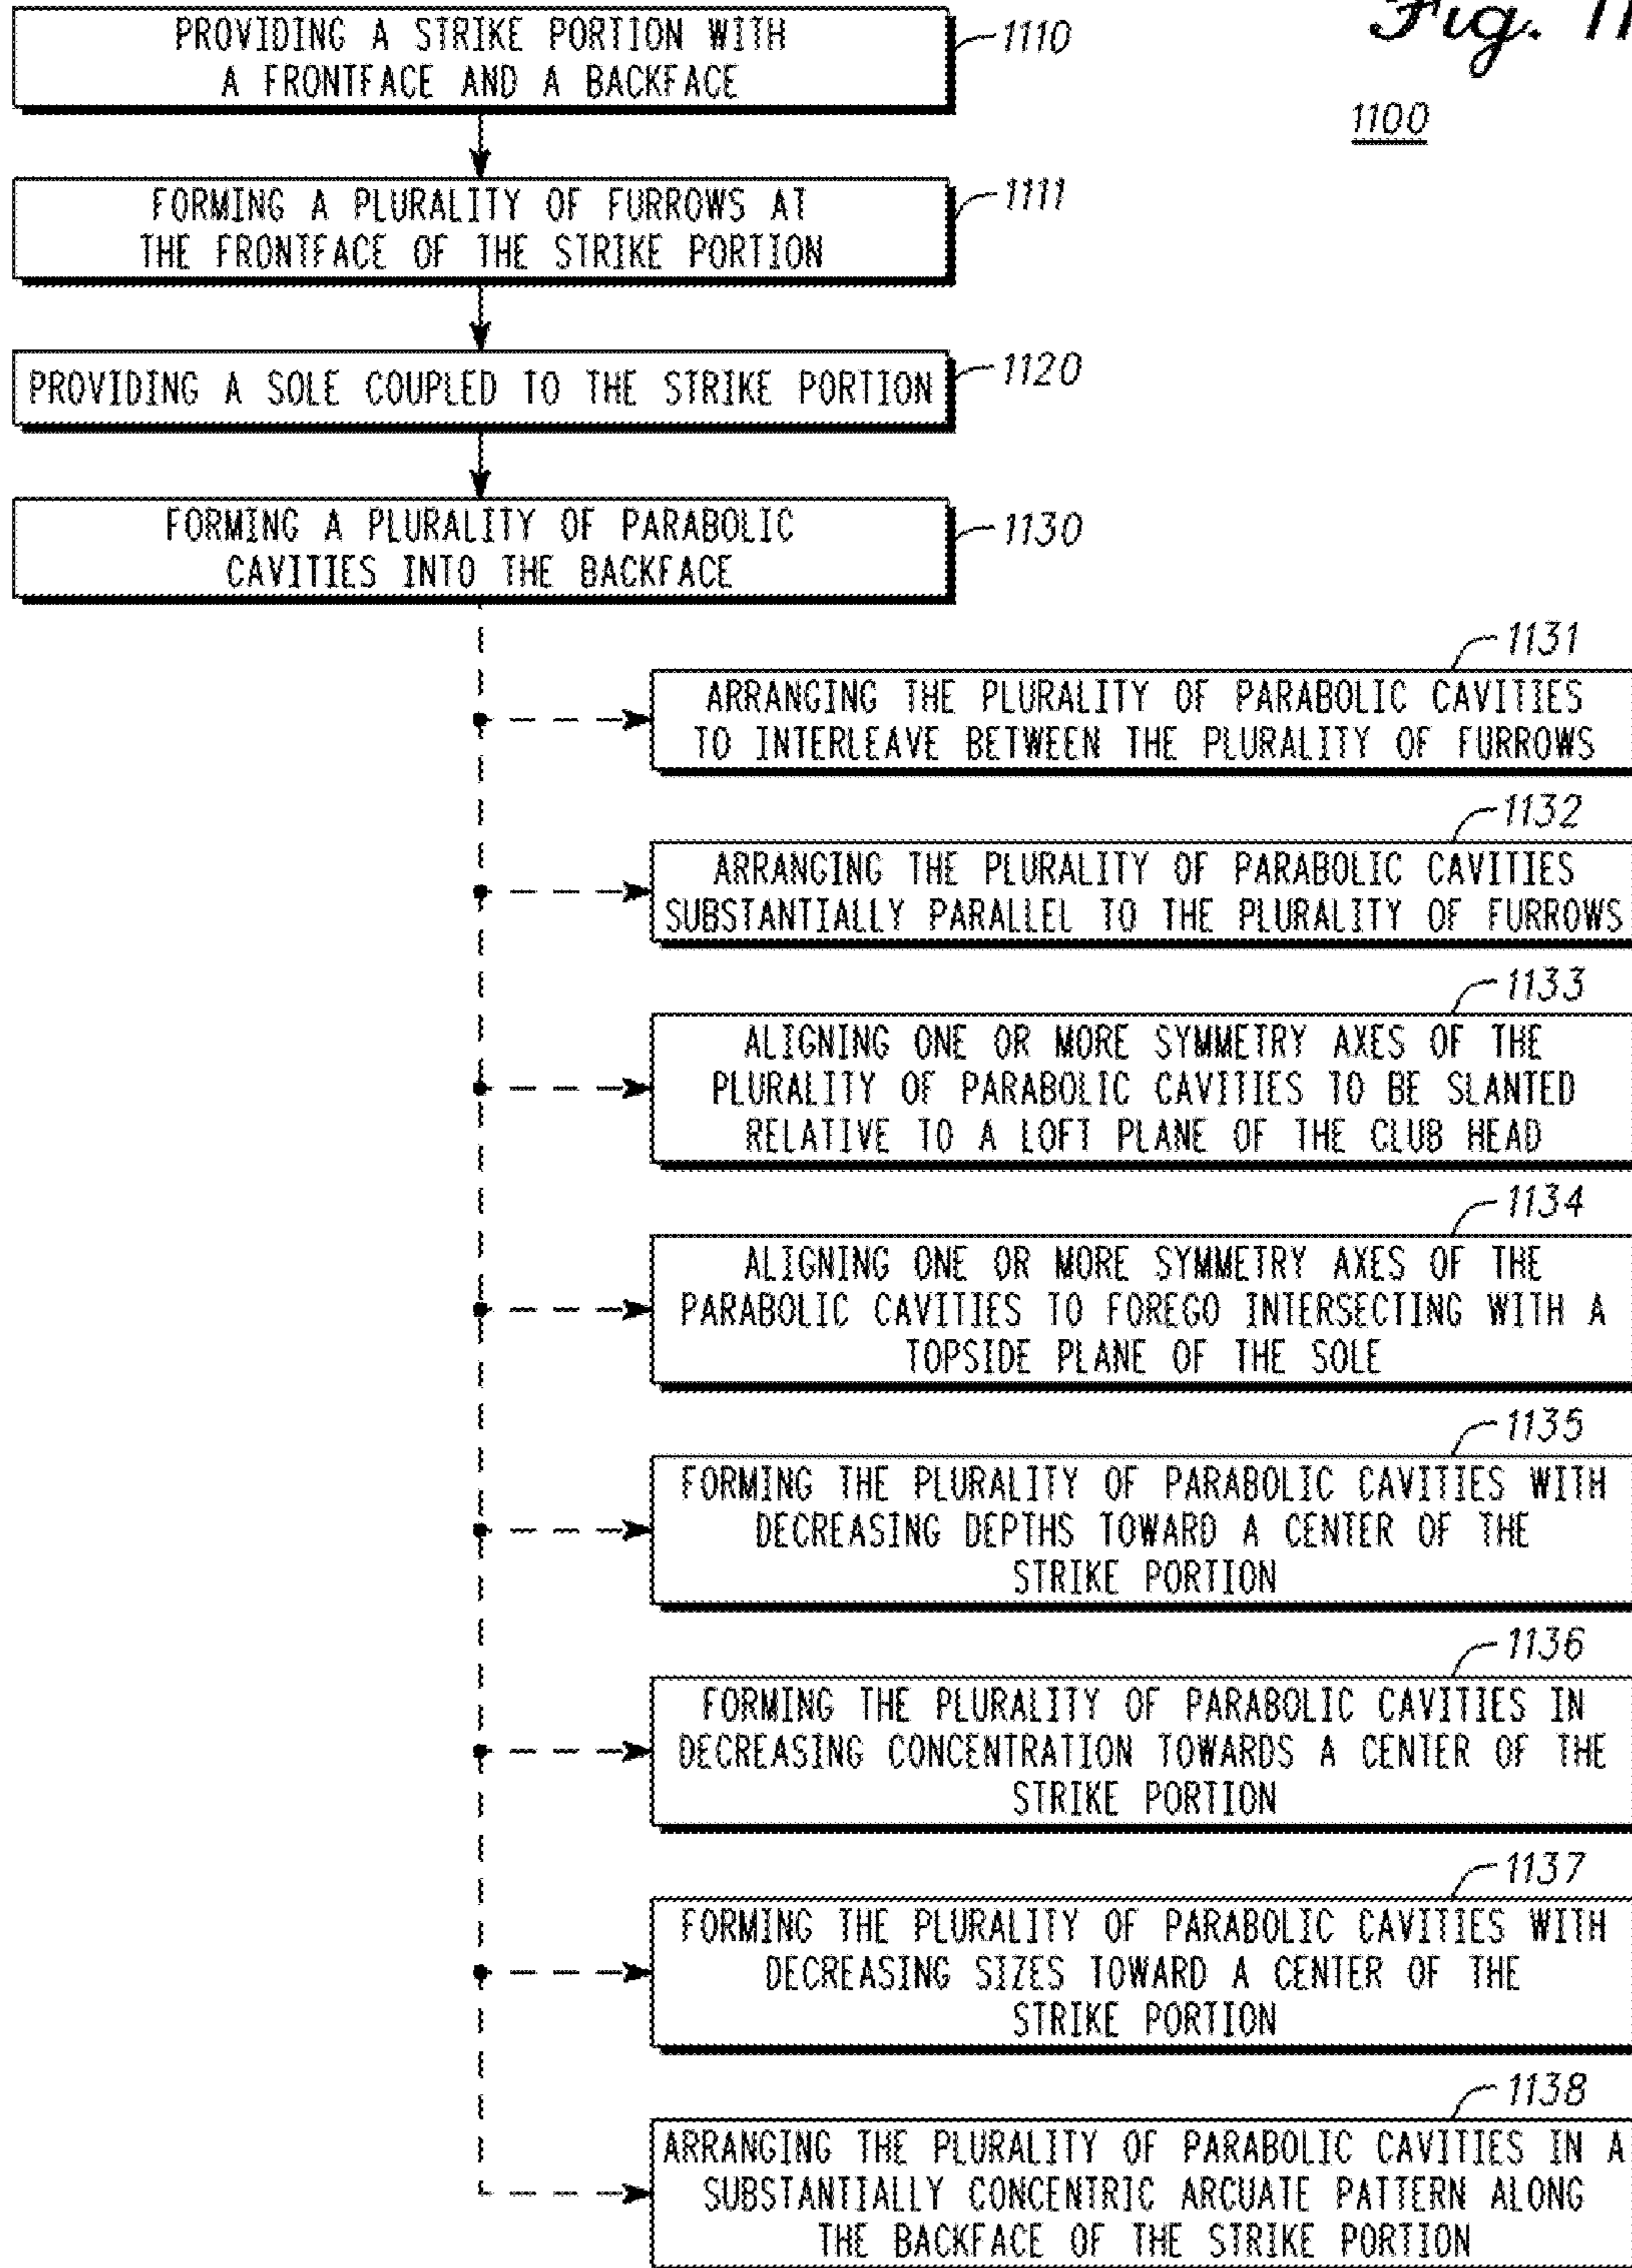 Fig. 11
1100
PROVIDING A STRIKE PORTION WITH
A FRONTFACE AND A BACKFACE
1110
FORMING A PLURALITY OF FURROWS AT
THE FRONTFACE OF THE STRIKE PORTION
1111
PROVIDING A SOLE COUPLED TO THE STRIKE PORTION
1120
FORMING A PLURALITY OF PARABOLIC
CAVITIES INTO THE BACKFACE
1130
1131
ARRANGING THE PLURALITY OF PARABOLIC CAVITIES
TO INTERLEAVE BETWEEN THE PLURALITY OF FURROWS
1132
ARRANGING THE PLURALITY OF PARABOLIC CAVITIES
SUBSTANTIALLY PARALLEL TO THE PLURALITY OF FURROWS
1133
ALIGNING ONE OR MORE SYMMETRY AXES OF THE
PLURALITY OF PARABOLIC CAVITIES TO BE SLANTED
RELATIVE TO A LOFT PLANE OF THE CLUB HEAD
1134
ALIGNING ONE OR MORE SYMMETRY AXES OF THE
PARABOLIC CAVITIES TO FOREGO INTERSECTING WITH A
TOPSIDE PLANE OF THE SOLE
1135
FORMING THE PLURALITY OF PARABOLIC CAVITIES WITH
DECREASING DEPTHS TOWARD A CENTER OF THE
STRIKE PORTION
1136
FORMING THE PLURALITY OF PARABOLIC CAVITIES IN
DECREASING CONCENTRATION TOWARDS A CENTER OF THE
STRIKE PORTION
1137
FORMING THE PLURALITY OF PARABOLIC CAVITIES WITH
DECREASING SIZES TOWARD A CENTER OF THE
STRIKE PORTION
1138
ARRANGING THE PLURALITY OF PARABOLIC CAVITIES IN A
SUBSTANTIALLY CONCENTRIC ARCUATE PATTERN ALONG
THE BACKFACE OF THE STRIKE PORTION